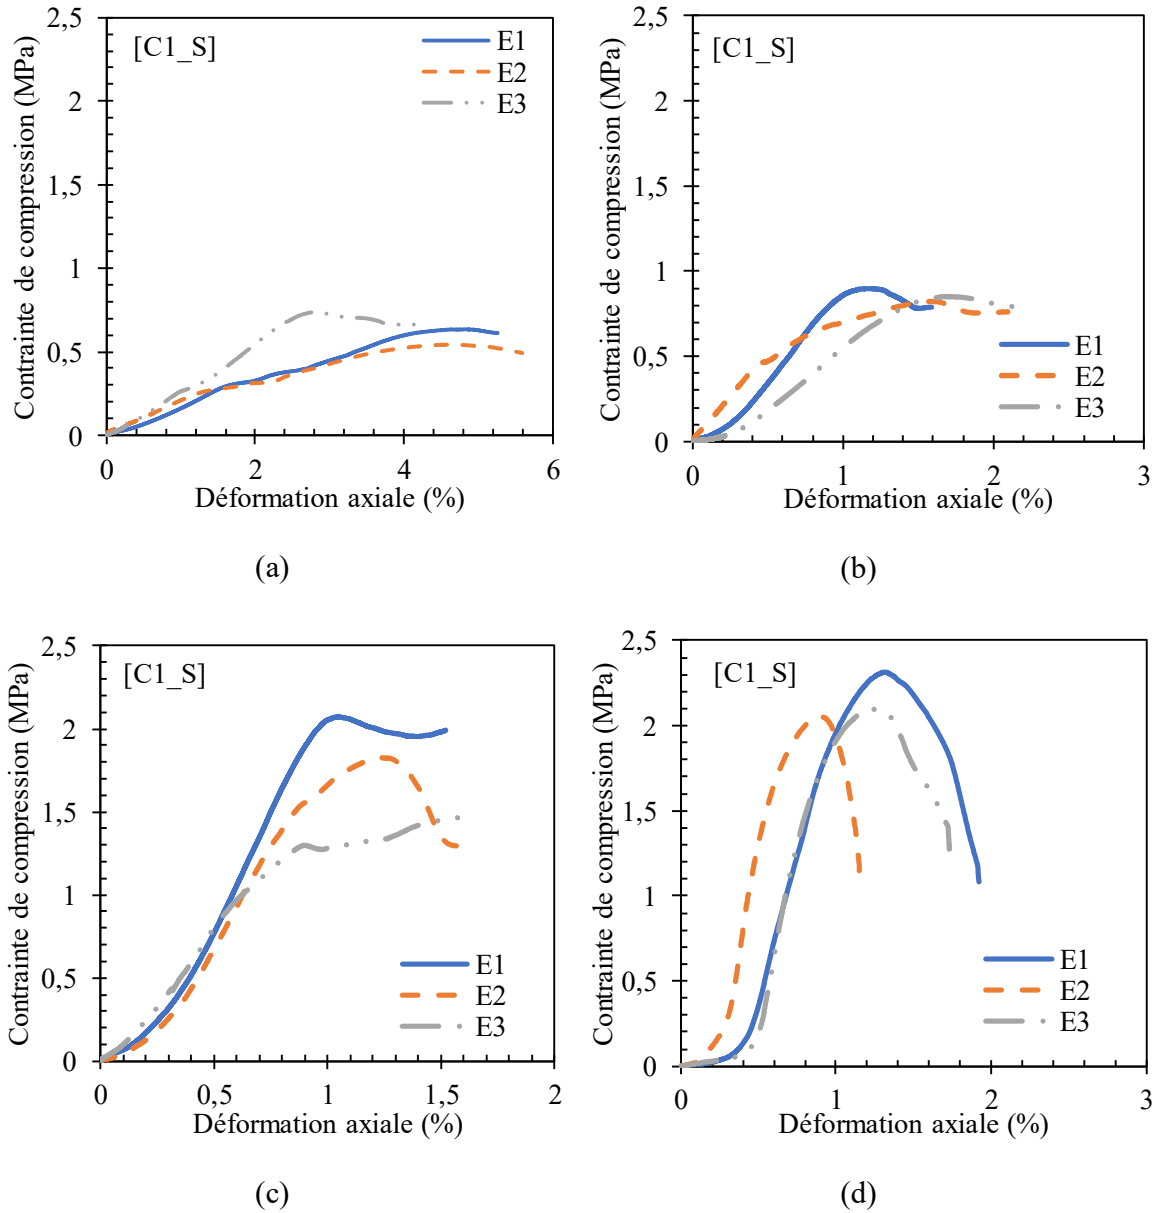 [C1_S]
E1
E2
E3
Contrainte de compression (MPa)
2,5
2
1,5
1
0,5
0
0 2 4 6
Déformation axiale (%)
(a)
[C1_S]
E1
E2
E3
Contrainte de compression (MPa)
2,5
2
1,5
1
0,5
0
0 1 2 3
Déformation axiale (%)
(b)
[C1_S]
E1
E2
E3
Contrainte de compression (MPa)
2,5
2
1,5
1
0,5
0
0 0,5 1 1,5 2
Déformation axiale (%)
(c)
[C1_S]
E1
E2
E3
Contrainte de compression (MPa)
2,5
2
1,5
1
0,5
0
0 1 2 3
Déformation axiale (%)
(d)